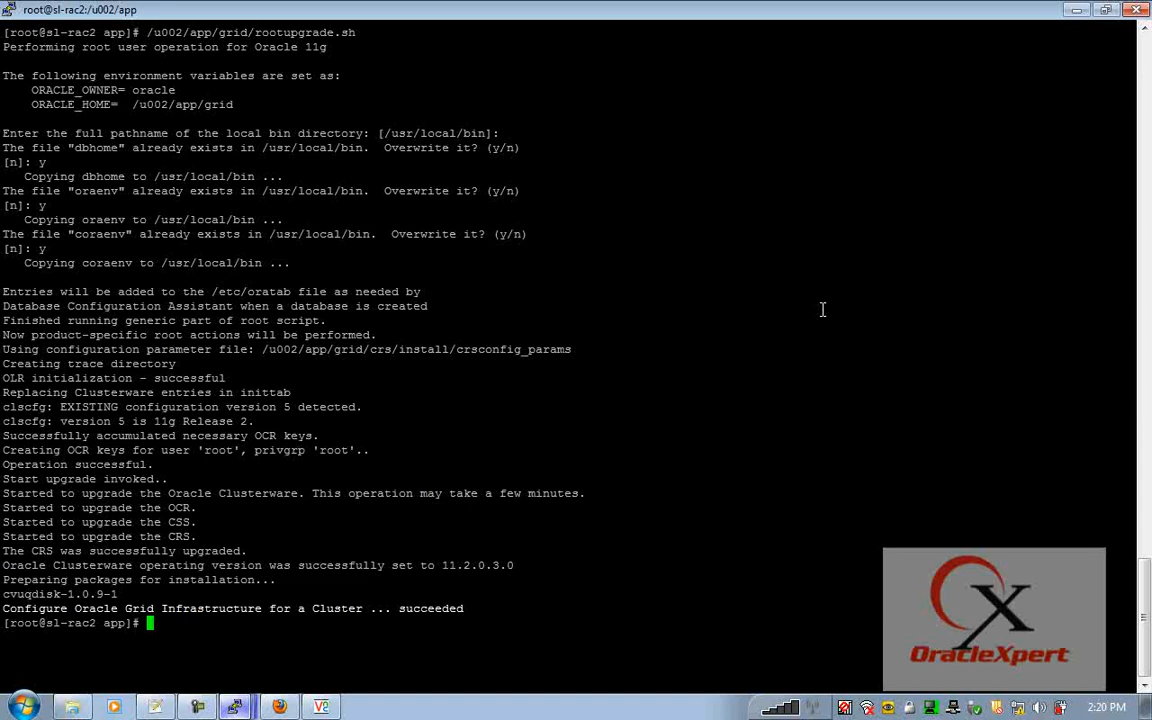 root@sl-rac2:/u002/app
[root@sl-rac2 app]# /u002/app/grid/rootupgrade.sh
Performing root user operation for Oracle 11g
The following environment variables are set as:
ORACLE_OWNER= oracle
ORACLE_HOME=  /u002/app/grid
Enter the full pathname of the local bin directory: [/usr/local/bin]:
The file "dbhome" already exists in /usr/local/bin.  Overwrite it? (y/n)
[n]: y
Copying dbhome to /usr/local/bin ...
The file "oraenv" already exists in /usr/local/bin.  Overwrite it? (y/n)
[n]: y
Copying oraenv to /usr/local/bin ...
The file "coraenv" already exists in /usr/local/bin.  Overwrite it? (y/n)
[n]: y
Copying coraenv to /usr/local/bin ...
Entries will be added to the /etc/oratab file as needed by
Database Configuration Assistant when a database is created
Finished running generic part of root script.
Now product-specific root actions will be performed.
Using configuration parameter file: /u002/app/grid/crs/install/crsconfig_params
Creating trace directory
OLR initialization - successful
Replacing Clusterware entries in inittab
clscfg: EXISTING configuration version 5 detected.
clscfg: version 5 is 11g Release 2.
Successfully accumulated necessary OCR keys.
Creating OCR keys for user 'root', privgrp 'root'..
Operation successful.
Start upgrade invoked..
Started to upgrade the Oracle Clusterware. This operation may take a few minutes.
Started to upgrade the OCR.
Started to upgrade the CSS.
Started to upgrade the CRS.
The CRS was successfully upgraded.
Oracle Clusterware operating version was successfully set to 11.2.0.3.0
Preparing packages for installation...
cvuqdisk-1.0.9-1
Configure Oracle Grid Infrastructure for a Cluster ... succeeded
[root@sl-rac2 app]#
OracleXpert
2:20 PM